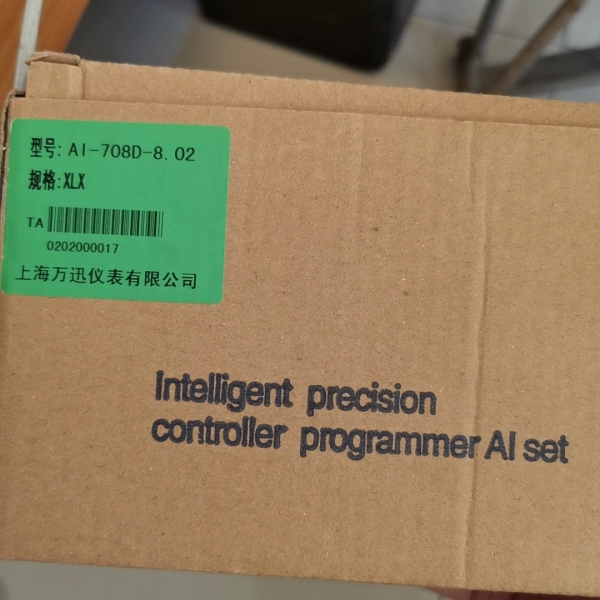 型号: AI-708D-8.02
规格:XLX
TA
0202000017
上海万迅仪表有限公司
Intelligent precision
controller programmer AI set